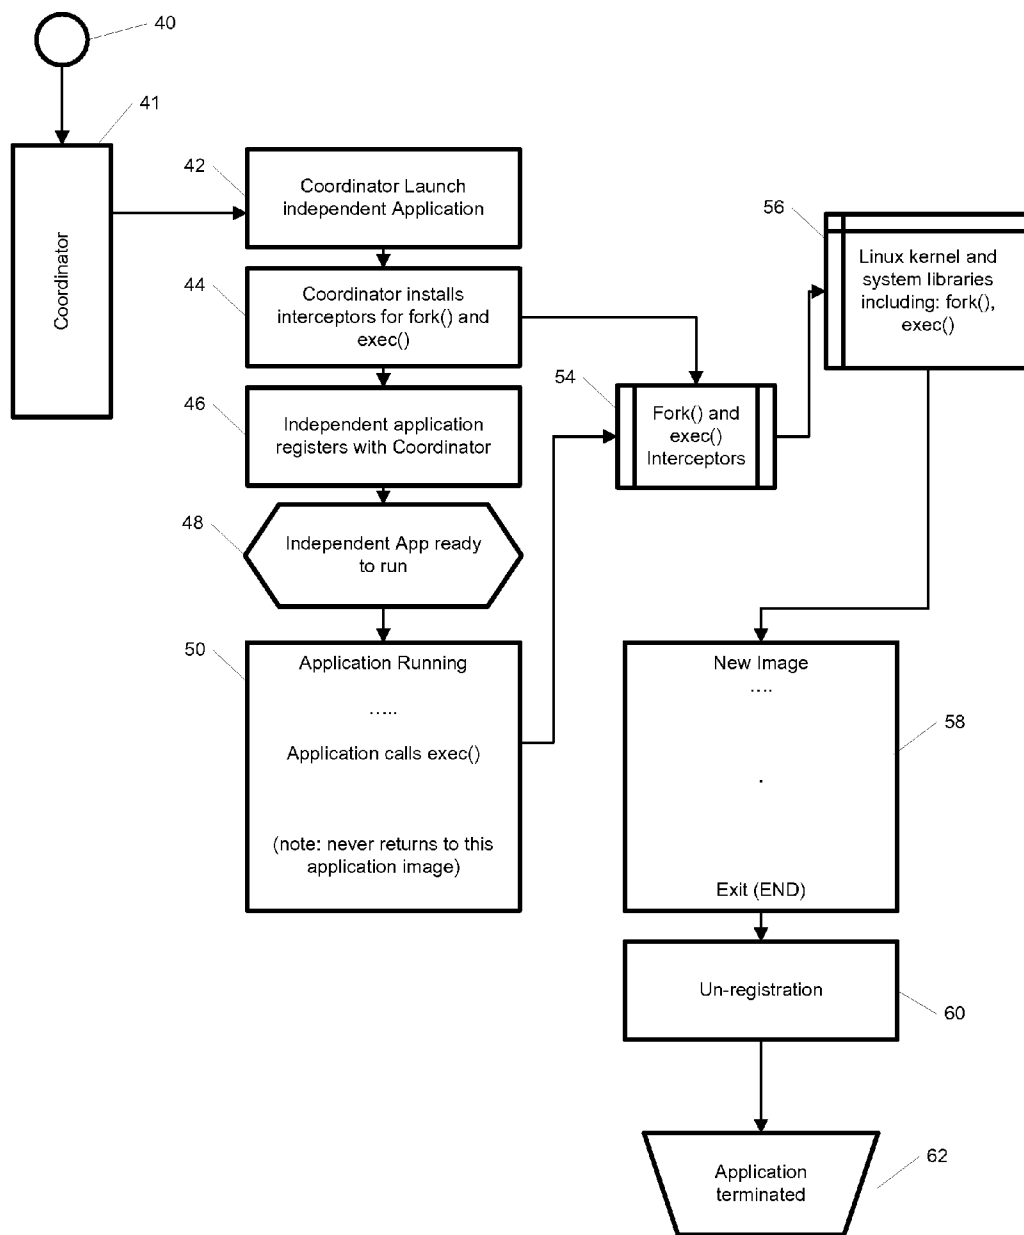 40
41
Coordinator
42
Coordinator Launch
independent Application
44
Coordinator installs
interceptors for fork() and
exec()
46
Independent application
registers with Coordinator
48
Independent App ready
to run
50
Application Running
.....
Application calls exec()
(note: never returns to this
application image)
54
Fork() and
exec()
Interceptors
56
Linux kernel and
system libraries
including: fork(),
exec()
New Image
....
.
Exit (END)
58
Un-registration
60
Application
terminated
62